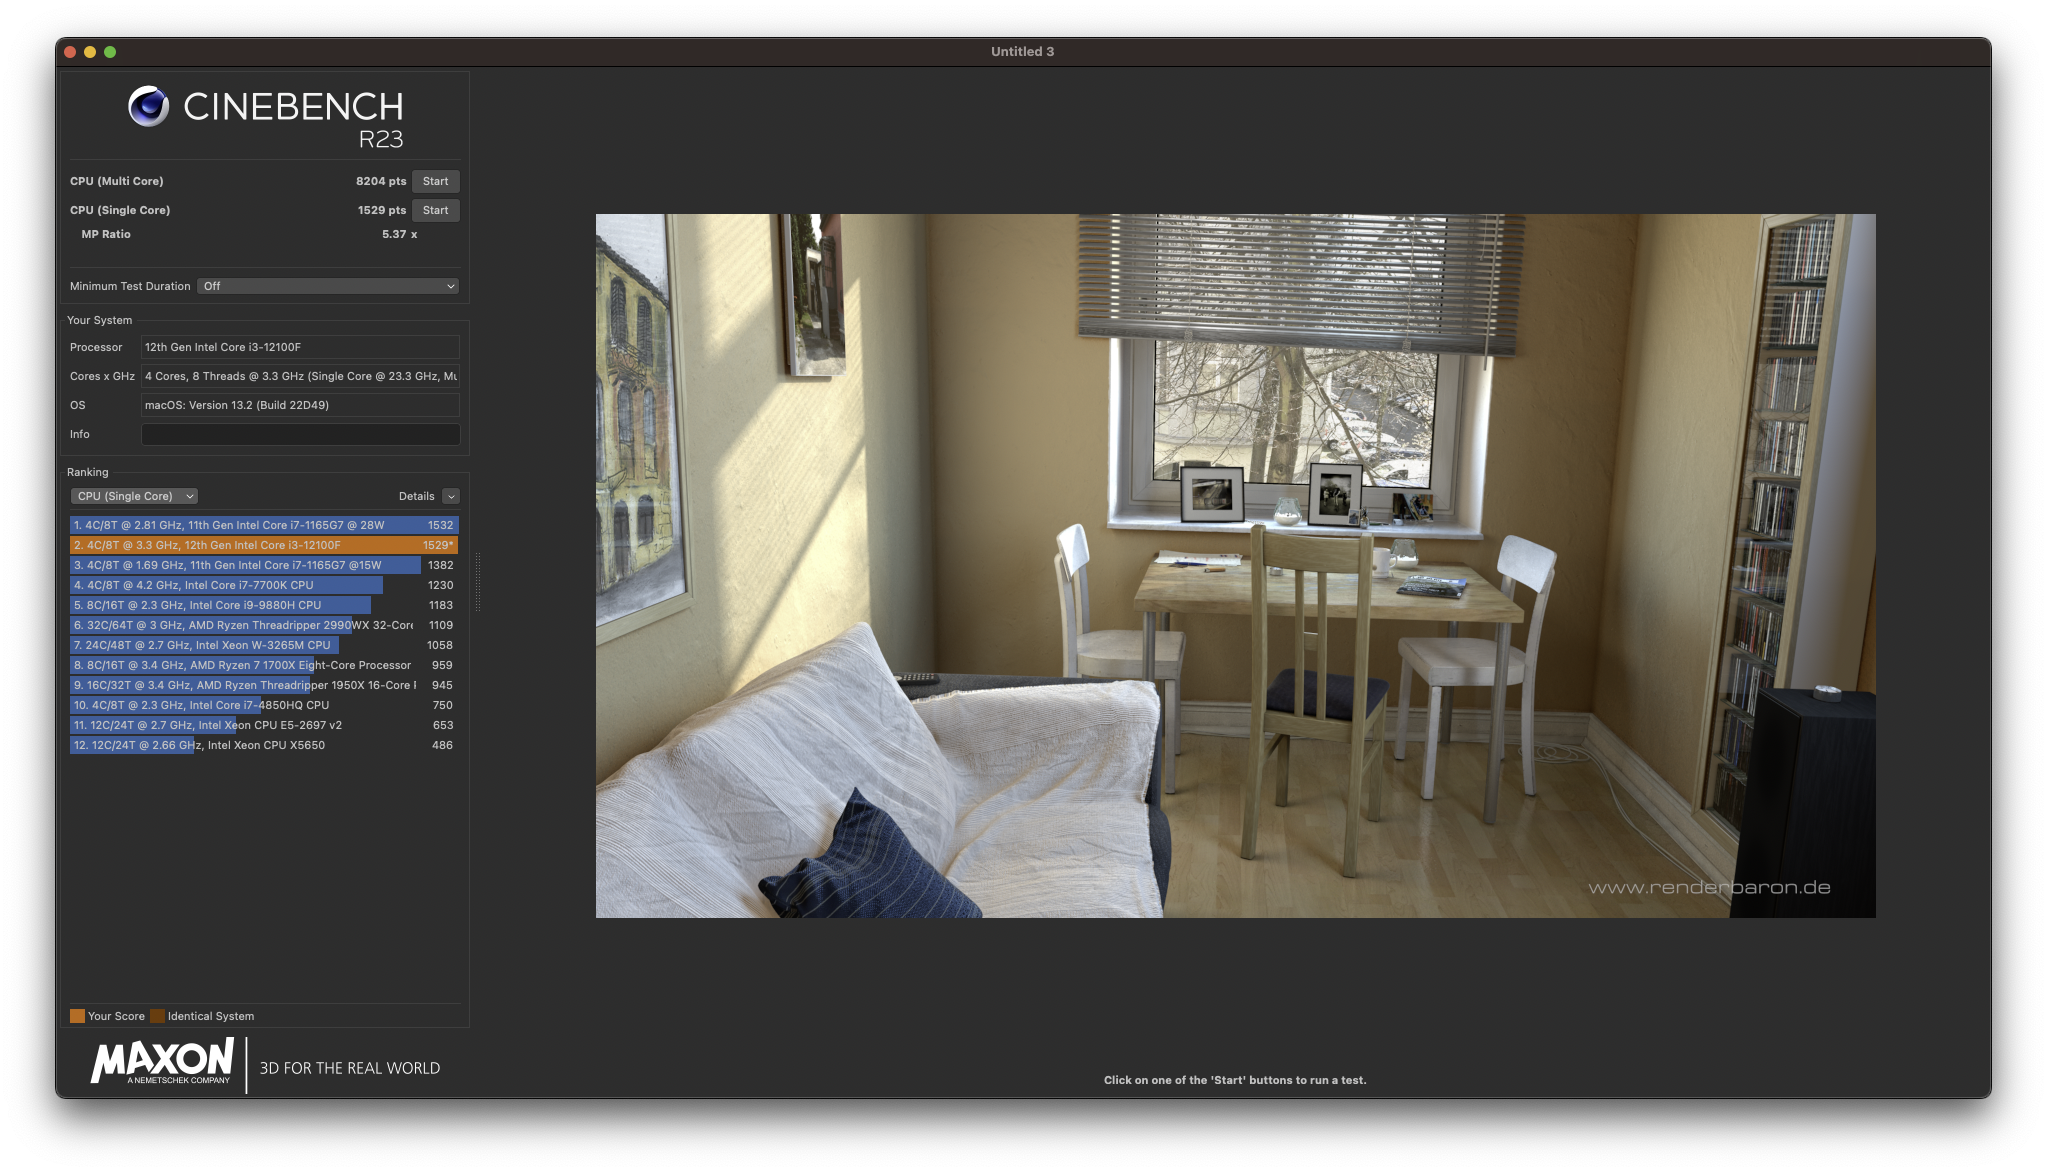 Untitled 3
CINEBENCH
R23
CPU (Multi Core) 8204 pts Start
CPU (Single Core) 1529 pts Start
MP Ratio 5.37 x
Minimum Test Duration Off
Your System
Processor 12th Gen Intel Core i3-12100F
Cores x GHz 4 Cores, 8 Threads @ 3.3 GHz (Single Core @ 23.3 GHz, Mu
OS macOS: Version 13.2 (Build 22D49)
Info
Ranking
CPU (Single Core) Details
1. 4C/8T @ 2.81 GHz, 11th Gen Intel Core i7-1165G7 @ 28W 1532
2. 4C/8T @ 3.3 GHz, 12th Gen Intel Core i3-12100F 1529*
3. 4C/8T @ 1.69 GHz, 11th Gen Intel Core i7-1165G7 @15W 1382
4. 4C/8T @ 4.2 GHz, Intel Core i7-7700K CPU 1230
5. 8C/16T @ 2.3 GHz, Intel Core i9-9880H CPU 1183
6. 32C/64T @ 3 GHz, AMD Ryzen Threadripper 2990WX 32-Core 1109
7. 24C/48T @ 2.7 GHz, Intel Xeon W-3265M CPU 1058
8. 8C/16T @ 3.4 GHz, AMD Ryzen 7 1700X Eight-Core Processor 959
9. 16C/32T @ 3.4 GHz, AMD Ryzen Threadripper 1950X 16-Core 945
10. 4C/8T @ 2.3 GHz, Intel Core i7-4850HQ CPU 750
11. 12C/24T @ 2.7 GHz, Intel Xeon CPU E5-2697 v2 653
12. 12C/24T @ 2.66 GHz, Intel Xeon CPU X5650 486
Your Score Identical System
MAXON
A NEMETSCHEK COMPANY
3D FOR THE REAL WORLD
www.renderbaron.de
Click on one of the 'Start' buttons to run a test.